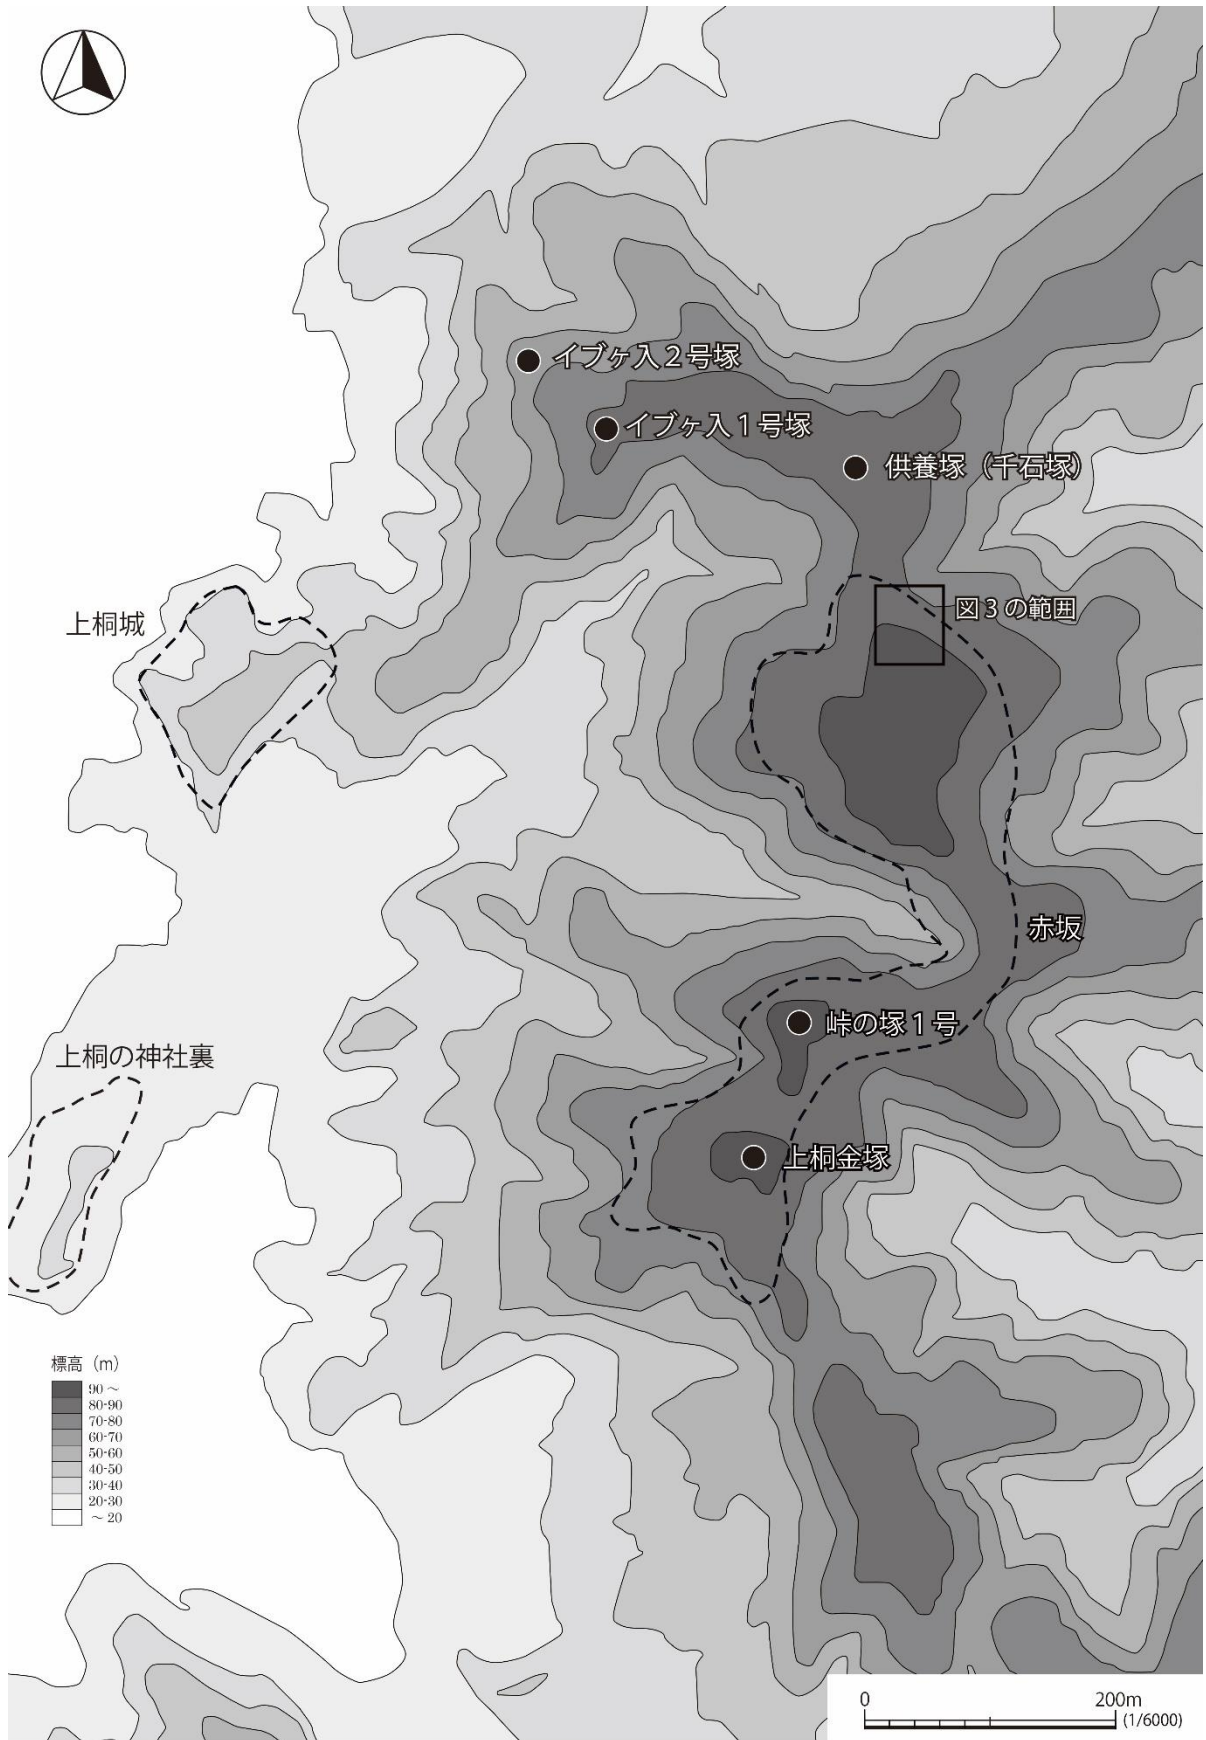 イブヶ入２号塚
イブヶ入１号塚
供養塚（千石塚）
上桐城
図３の範囲
赤坂
峠の塚１号
上桐の神社裏
上桐金塚
標高（m）
90～
80-90
70-80
60-70
50-60
40-50
30-40
20-30
～20
0 200m
(1/6000)